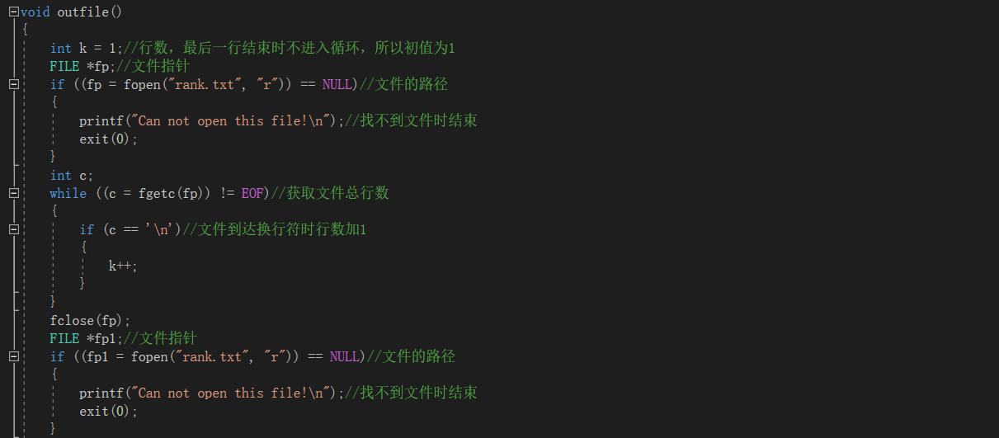 void outfile()
{
int k = 1;//行数，最后一行结束时不进入循环，所以初值为1
FILE *fp;//文件指针
if ((fp = fopen("rank.txt", "r")) == NULL)//文件的路径
{
printf("Can not open this file!\n");//找不到文件时结束
exit(0);
}
int c;
while ((c = fgetc(fp)) != EOF)//获取文件总行数
{
if (c == '\n')//文件到达换行符时行数加1
{
k++;
}
}
fclose(fp);
FILE *fp1;//文件指针
if ((fp1 = fopen("rank.txt", "r")) == NULL)//文件的路径
{
printf("Can not open this file!\n");//找不到文件时结束
exit(0);
}